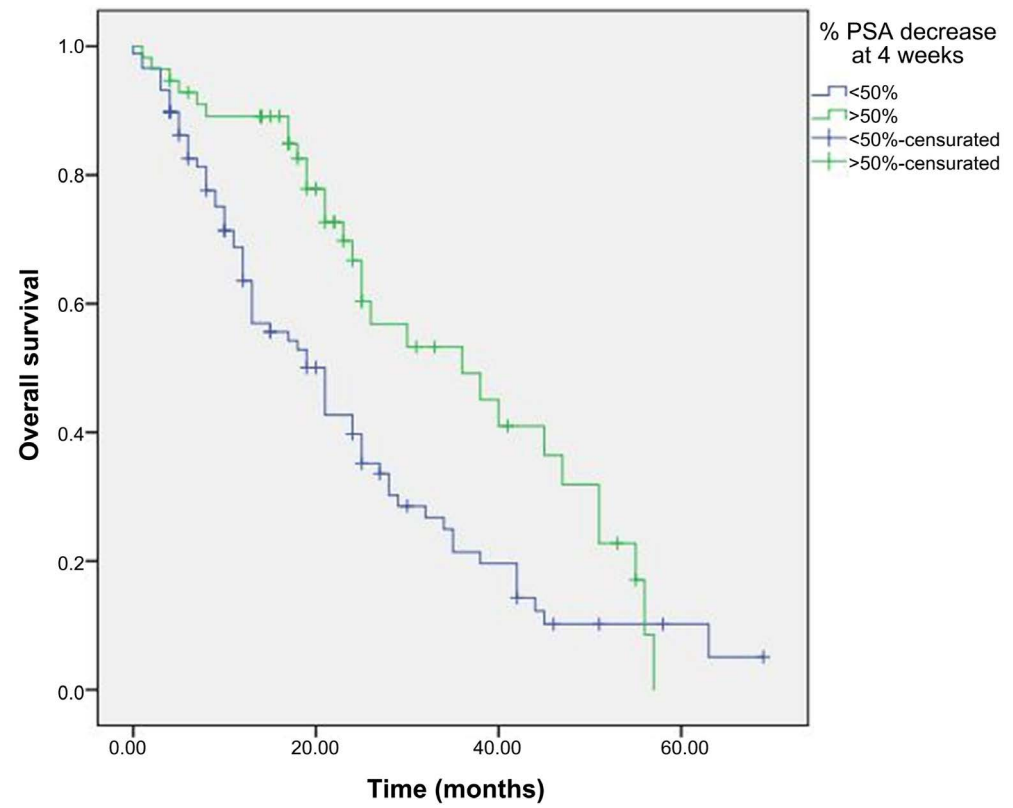 % PSA decrease
at 4 weeks
<50%
>50%
<50%-censurated
>50%-censurated
1.0
0.8
0.6
0.4
0.2
0.0
Overall survival
0.00 20.00 40.00 60.00
Time (months)